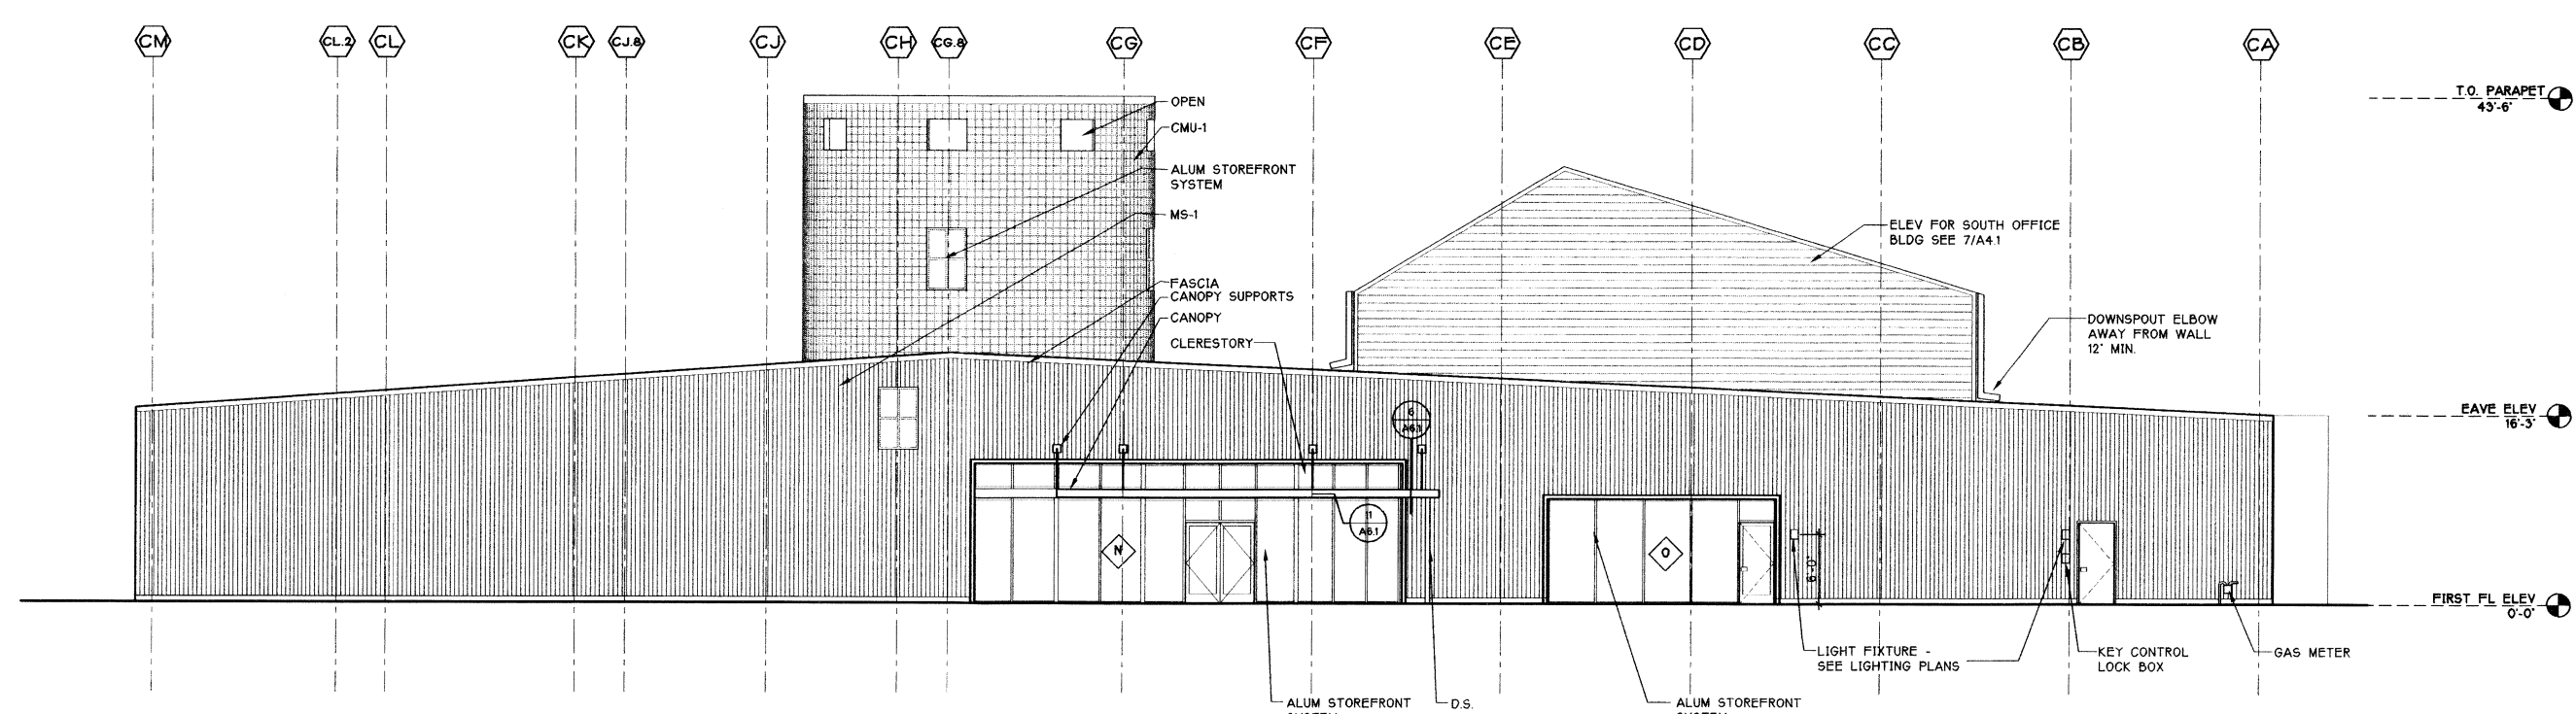 CM CL.2 CL CK CJ.8 CJ CH CG.8 CG CF CE CD CC CB CA
T.O. PARAPET
43'-6"
OPEN
CMU-1
ALUM STOREFRONT
SYSTEM
MS-1
ELEV FOR SOUTH OFFICE
BLDG SEE 7/A4.1
FASCIA
CANOPY SUPPORTS
CANOPY
CLERESTORY
DOWNSPOUT ELBOW
AWAY FROM WALL
12" MIN.
EAVE ELEV
16'-3"
6
A6.1
11
A6.1
N
O
6'-0"
FIRST FL ELEV
0'-0"
LIGHT FIXTURE -
SEE LIGHTING PLANS
KEY CONTROL
LOCK BOX
GAS METER
ALUM STOREFRONT
D.S.
ALUM STOREFRONT